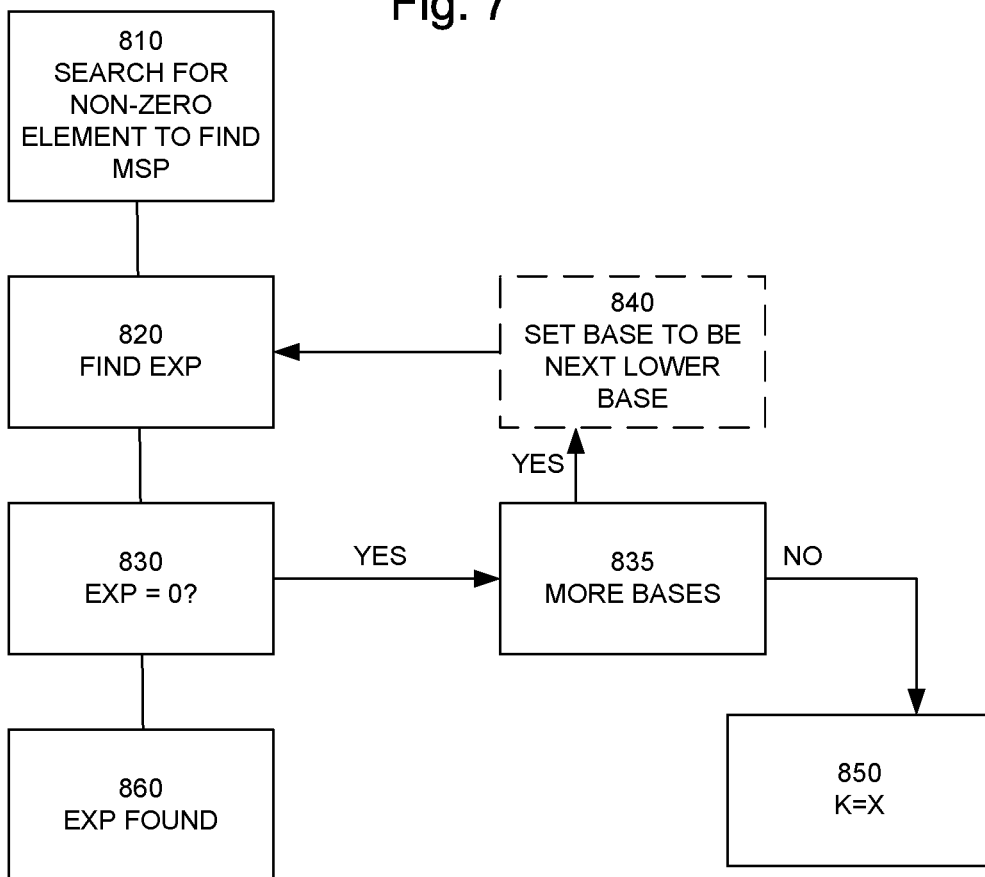 Fig. 7
810
SEARCH FOR
NON-ZERO
ELEMENT TO FIND
MSP
820
FIND EXP
840
SET BASE TO BE
NEXT LOWER
BASE
YES
830
EXP = 0?
YES
835
MORE BASES
NO
860
EXP FOUND
850
K=X